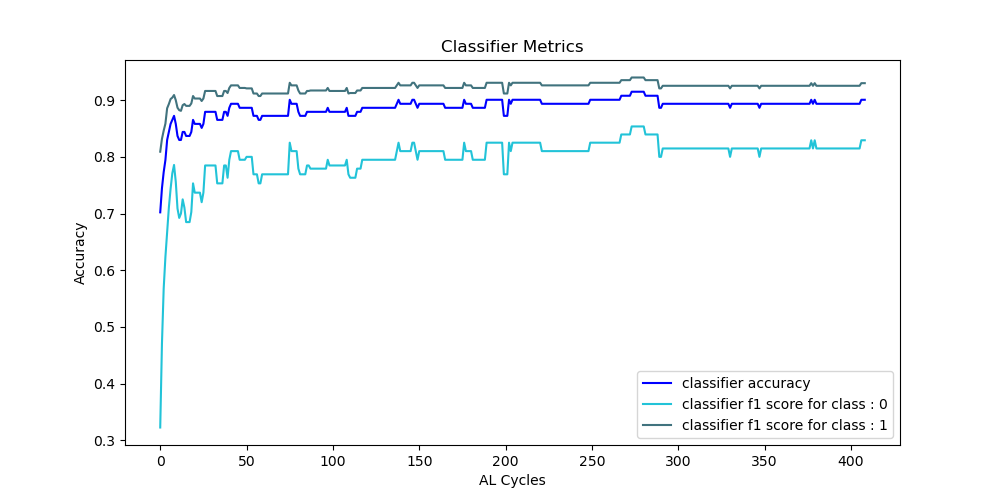 Classifier Metrics
Accuracy
0.9
0.8
0.7
0.6
0.5
0.4
0.3
classifier accuracy
classifier f1 score for class : 0
classifier f1 score for class : 1
0 50 100 150 200 250 300 350 400
AL Cycles